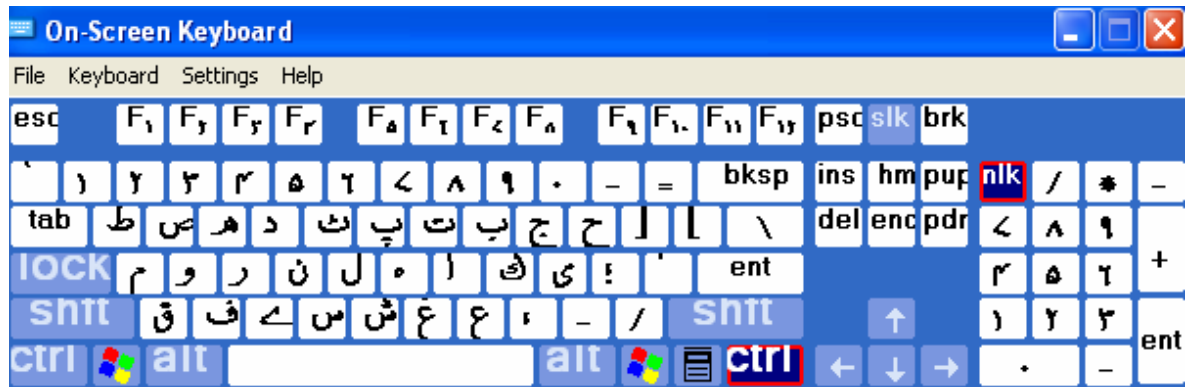 On-Screen Keyboard
File Keyboard Settings Help
esc F۱ F۲ F۳ F۴ F۵ F۶ F۷ F۸ F۹ F۱۰ F۱۱ F۱۲ psc slk brk
` ۱ ۲ ۳ ۴ ۵ ۶ ۷ ۸ ۹ ۰ - = bksp ins hm pup nlk / * -
tab ط ص ھ د ٹ پ ت ب ج ح ] [ \ del end pdn ۷ ۸ ۹ +
lock م و ر ن ل ہ ا ک ی ؛ ' ent ۴ ۵ ۶
shft ق ف ے س ش غ ع ، - / shft ↑ ۱ ۲ ۳ ent
ctrl alt alt ctrl ← ↓ → ۰ -